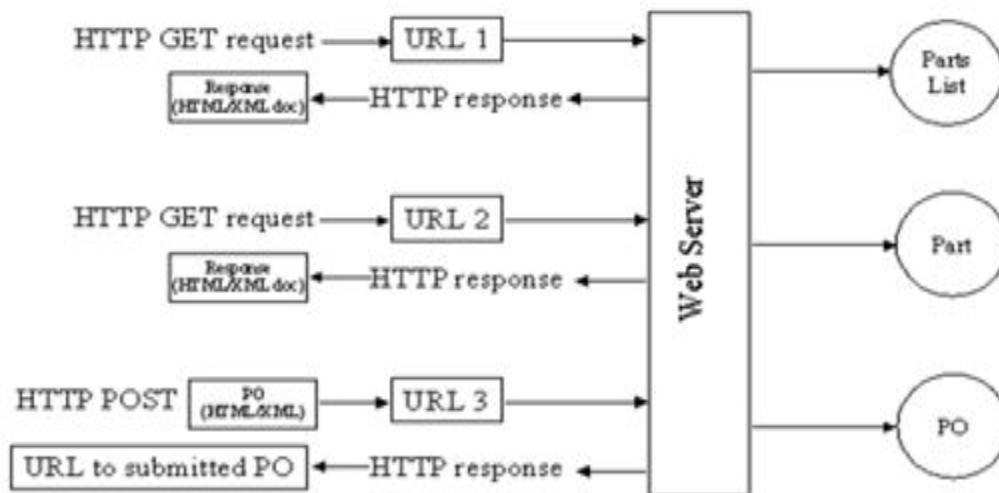 HTTP GET request
URL 1
Response
(HTML/XML doc)
HTTP response
HTTP GET request
URL 2
Response
(HTML/XML doc)
HTTP response
HTTP POST
PO
(HTML/XML)
URL 3
URL to submitted PO
HTTP response
Web Server
Parts
List
Part
PO